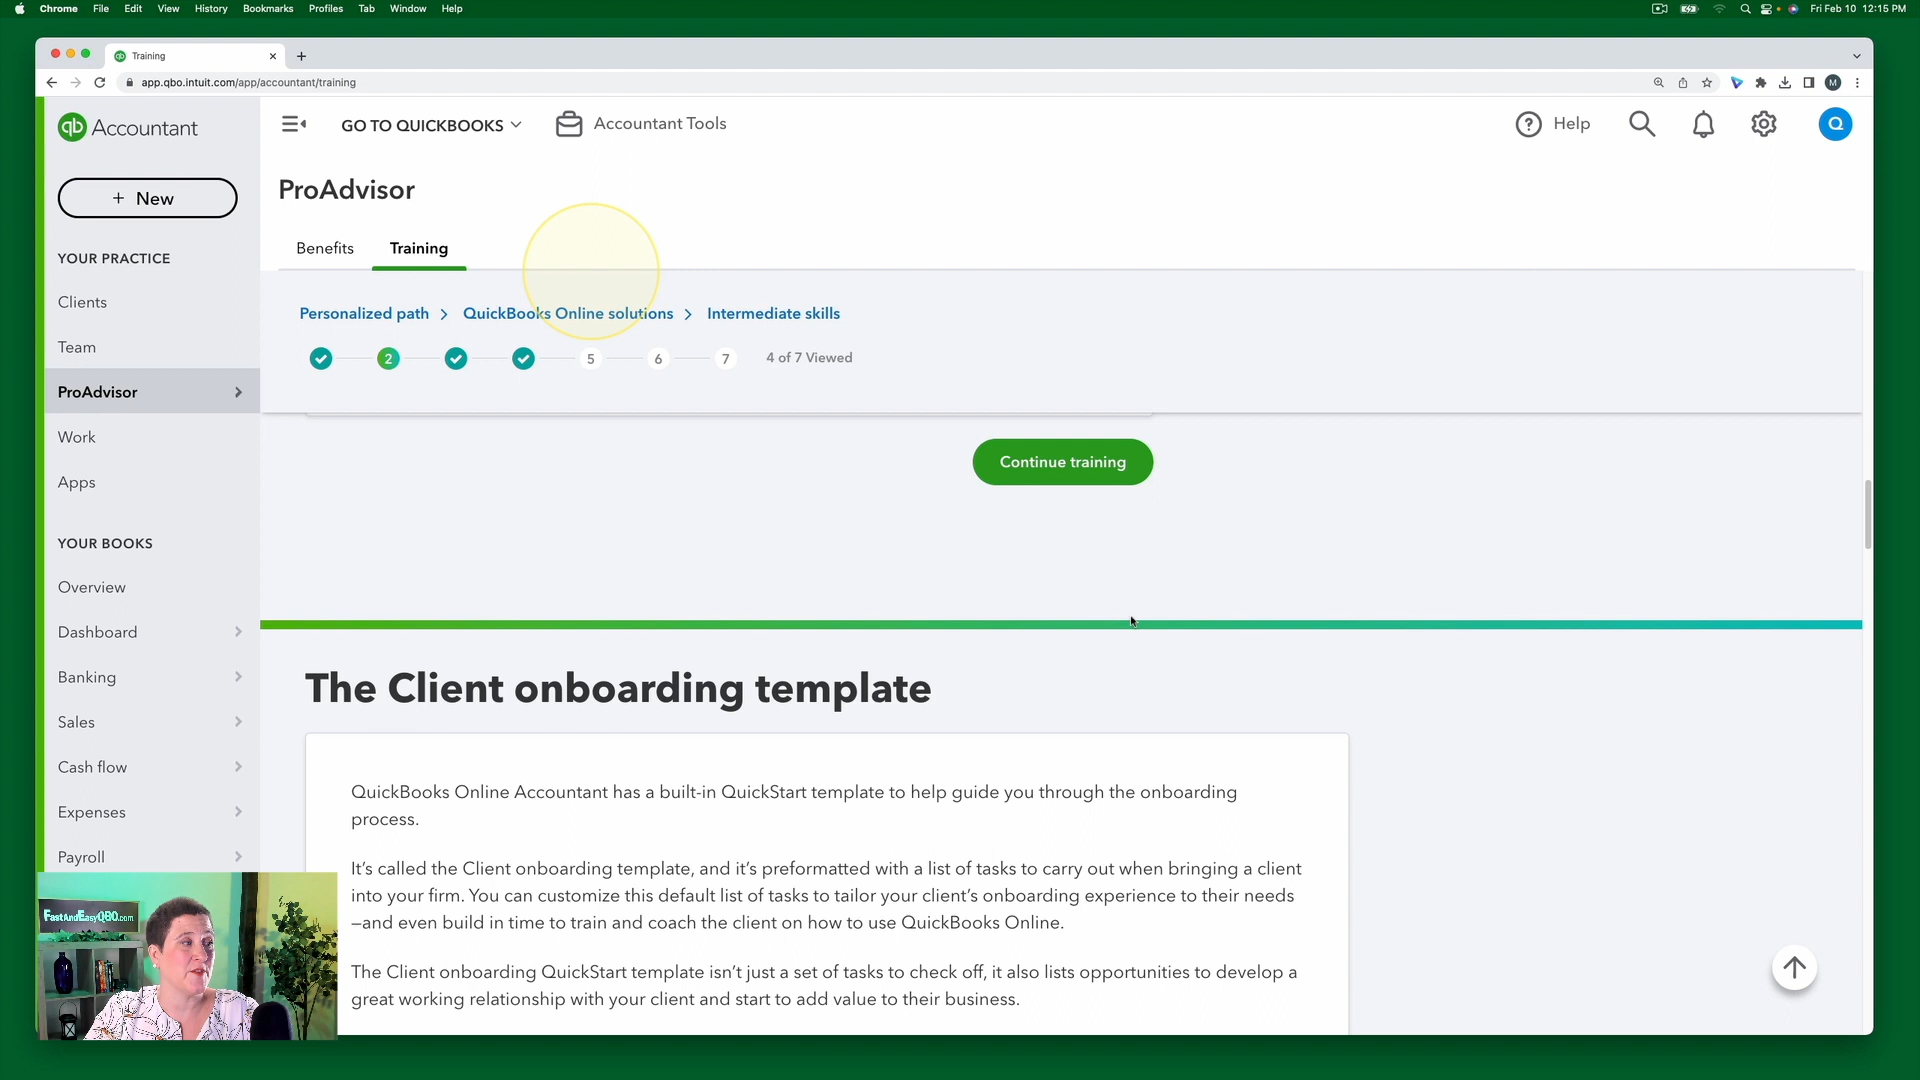 Chrome File Edit View History Bookmarks Profiles Tab Window Help
Fri Feb 10 12:15 PM
Training
app.qbo.intuit.com/app/accountant/training
M
qb Accountant
GO TO QUICKBOOKS
Accountant Tools
Help
Q
+ New
ProAdvisor
Benefits
Training
YOUR PRACTICE
Clients
Team
ProAdvisor
Work
Apps
YOUR BOOKS
Overview
Dashboard
Banking
Sales
Cash flow
Expenses
Payroll
Personalized path > QuickBooks Online solutions > Intermediate skills
2 5 6 7 4 of 7 Viewed
Continue training
The Client onboarding template
QuickBooks Online Accountant has a built-in QuickStart template to help guide you through the onboarding
process.
It’s called the Client onboarding template, and it’s preformatted with a list of tasks to carry out when bringing a client
into your firm. You can customize this default list of tasks to tailor your client’s onboarding experience to their needs
—and even build in time to train and coach the client on how to use QuickBooks Online.
The Client onboarding QuickStart template isn’t just a set of tasks to check off, it also lists opportunities to develop a
great working relationship with your client and start to add value to their business.
FastAndEasyQBO.com